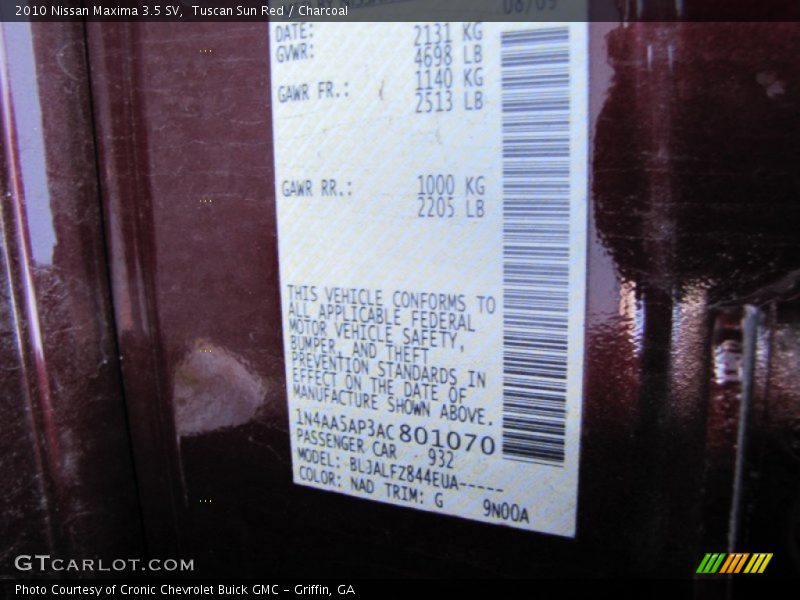 2010 Nissan Maxima 3.5 SV, Tuscan Sun Red / Charcoal
08/09
DATE: 2131 KG
GVWR: 4698 LB
1140 KG
GAWR FR.: 2513 LB
GAWR RR.: 1000 KG
2205 LB
THIS VEHICLE CONFORMS TO
ALL APPLICABLE FEDERAL
MOTOR VEHICLE SAFETY,
BUMPER, AND THEFT
PREVENTION STANDARDS IN
EFFECT ON THE DATE OF
MANUFACTURE SHOWN ABOVE.
1N4AA5AP3AC801070
PASSENGER CAR 932
MODEL: BLJALFZ844EUA-----
COLOR: NAD TRIM: G 9N00A
GTCARLOT.COM
Photo Courtesy of Cronic Chevrolet Buick GMC - Griffin, GA